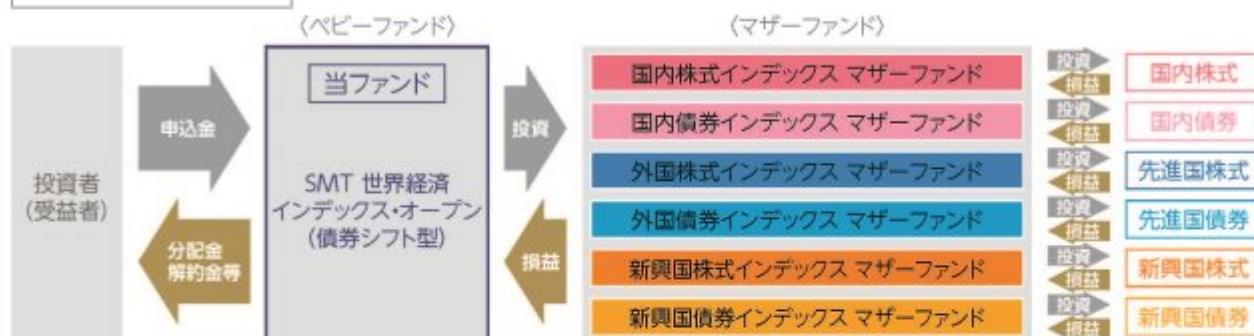 〈ベビーファンド〉
〈マザーファンド〉
投資者
(受益者)
申込金
分配金
解約金等
当ファンド
SMT 世界経済
インデックス・オープン
(債券シフト型)
投資
損益
国内株式インデックス マザーファンド
投資
損益
国内株式
国内債券インデックス マザーファンド
投資
損益
国内債券
外国株式インデックス マザーファンド
投資
損益
先進国株式
外国債券インデックス マザーファンド
投資
損益
先進国債券
新興国株式インデックス マザーファンド
投資
損益
新興国株式
新興国債券インデックス マザーファンド
投資
損益
新興国債券